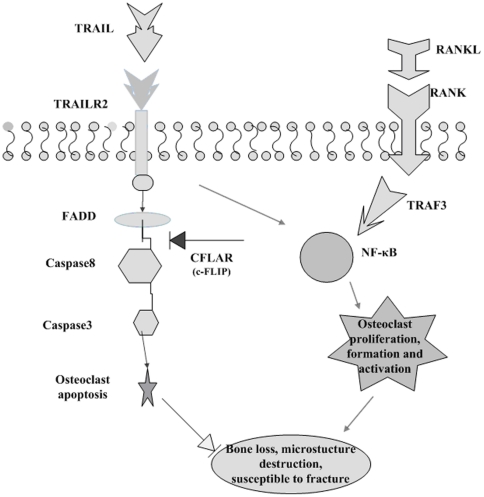 TRAIL
RANKL
TRAILR2
RANK
TRAF3
FADD
NF-κB
CFLAR
(c-FLIP)
Caspase8
Caspase3
Osteoclast
proliferation,
formation and
activation
Osteoclast
apoptosis
Bone loss, microstucture
destruction,
susceptible to fracture